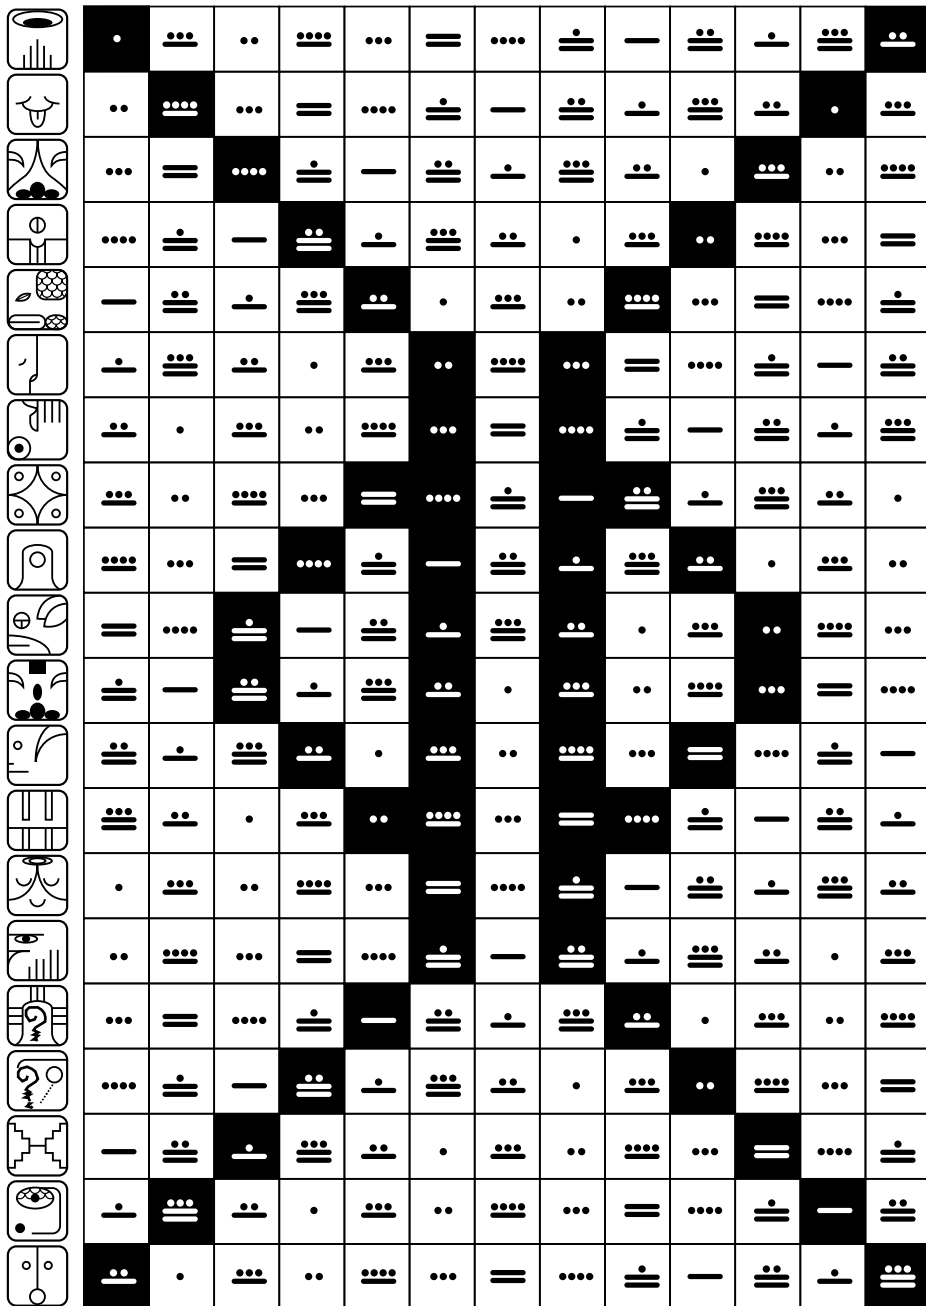 𝋡 𝋨 𝋢 𝋩 𝋣 𝋪 𝋤 𝋫 𝋥 𝋬 𝋦 𝋭 𝋧
𝋢 𝋩 𝋣 𝋪 𝋤 𝋫 𝋥 𝋬 𝋦 𝋭 𝋧 𝋡 𝋨
𝋣 𝋪 𝋤 𝋫 𝋥 𝋬 𝋦 𝋭 𝋧 𝋡 𝋨 𝋢 𝋩
𝋤 𝋫 𝋥 𝋬 𝋦 𝋭 𝋧 𝋡 𝋨 𝋢 𝋩 𝋣 𝋪
𝋥 𝋬 𝋦 𝋭 𝋧 𝋡 𝋨 𝋢 𝋩 𝋣 𝋪 𝋤 𝋫
𝋦 𝋭 𝋧 𝋡 𝋨 𝋢 𝋩 𝋣 𝋪 𝋤 𝋫 𝋥 𝋬
𝋧 𝋡 𝋨 𝋢 𝋩 𝋣 𝋪 𝋤 𝋫 𝋥 𝋬 𝋦 𝋭
𝋨 𝋢 𝋩 𝋣 𝋪 𝋤 𝋫 𝋥 𝋬 𝋦 𝋭 𝋧 𝋡
𝋩 𝋣 𝋪 𝋤 𝋫 𝋥 𝋬 𝋦 𝋭 𝋧 𝋡 𝋨 𝋢
𝋪 𝋤 𝋫 𝋥 𝋬 𝋦 𝋭 𝋧 𝋡 𝋨 𝋢 𝋩 𝋣
𝋫 𝋥 𝋬 𝋦 𝋭 𝋧 𝋡 𝋨 𝋢 𝋩 𝋣 𝋪 𝋤
𝋬 𝋦 𝋭 𝋧 𝋡 𝋨 𝋢 𝋩 𝋣 𝋪 𝋤 𝋫 𝋥
𝋭 𝋧 𝋡 𝋨 𝋢 𝋩 𝋣 𝋪 𝋤 𝋫 𝋥 𝋬 𝋦
𝋡 𝋨 𝋢 𝋩 𝋣 𝋪 𝋤 𝋫 𝋥 𝋬 𝋦 𝋭 𝋧
𝋢 𝋩 𝋣 𝋪 𝋤 𝋫 𝋥 𝋬 𝋦 𝋭 𝋧 𝋡 𝋨
𝋣 𝋪 𝋤 𝋫 𝋥 𝋬 𝋦 𝋭 𝋧 𝋡 𝋨 𝋢 𝋩
𝋤 𝋫 𝋥 𝋬 𝋦 𝋭 𝋧 𝋡 𝋨 𝋢 𝋩 𝋣 𝋪
𝋥 𝋬 𝋦 𝋭 𝋧 𝋡 𝋨 𝋢 𝋩 𝋣 𝋪 𝋤 𝋫
𝋦 𝋭 𝋧 𝋡 𝋨 𝋢 𝋩 𝋣 𝋪 𝋤 𝋫 𝋥 𝋬
𝋧 𝋡 𝋨 𝋢 𝋩 𝋣 𝋪 𝋤 𝋫 𝋥 𝋬 𝋦 𝋭